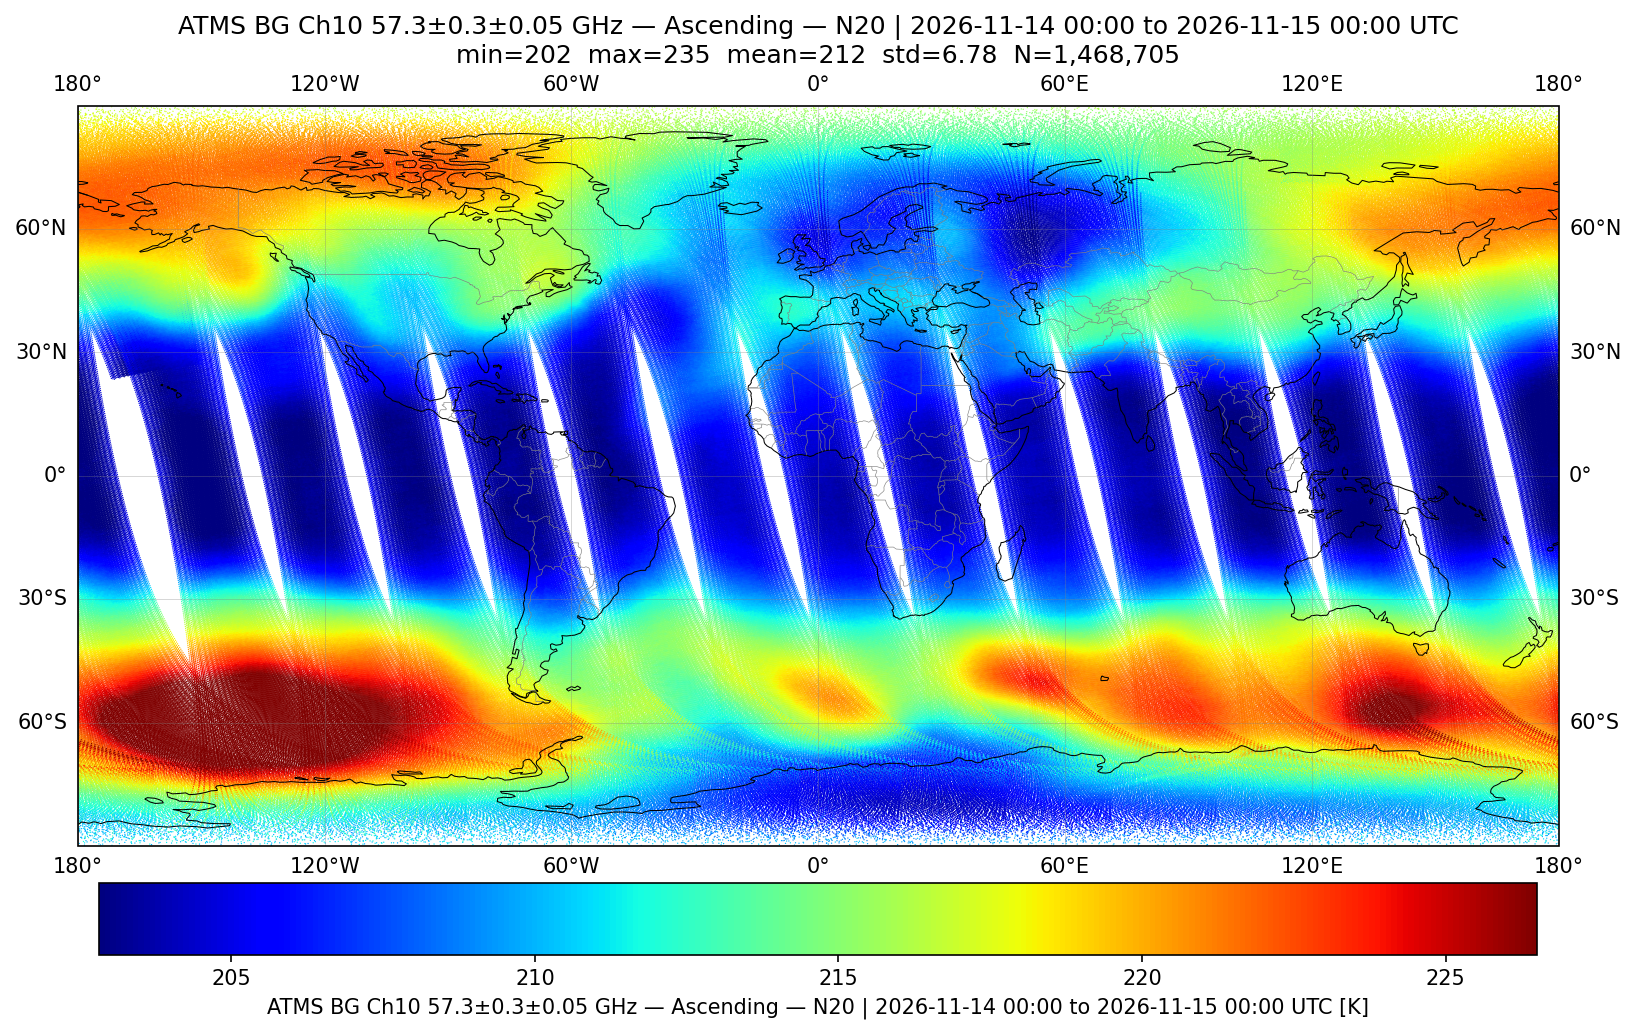 ATMS BG Ch10 57.3±0.3±0.05 GHz — Ascending — N20 | 2026-11-14 00:00 to 2026-11-15 00:00 UTC
min=202 max=235 mean=212 std=6.78 N=1,468,705
180° 120°W 60°W 0° 60°E 120°E 180°
60°N 60°N
30°N 30°N
0° 0°
30°S 30°S
60°S 60°S
180° 120°W 60°W 0° 60°E 120°E 180°
205 210 215 220 225
ATMS BG Ch10 57.3±0.3±0.05 GHz — Ascending — N20 | 2026-11-14 00:00 to 2026-11-15 00:00 UTC [K]